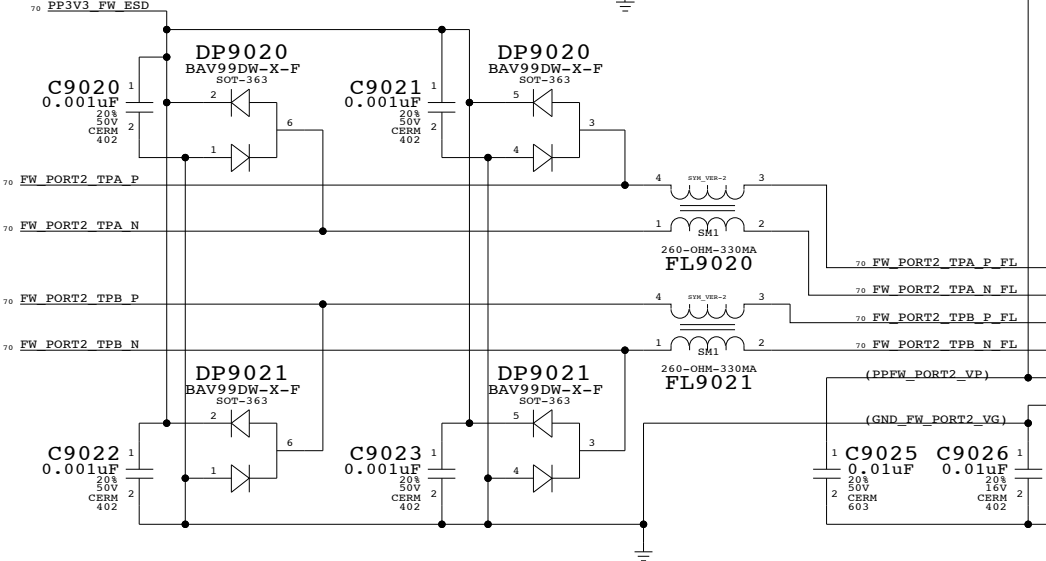 70 PP3V3_FW_ESD
DP9020
BAV99DW-X-F
SOT-363
DP9020
BAV99DW-X-F
SOT-363
C9020
0.001uF
20%
50V
CERM
402
1
2
2
1
6
C9021
0.001uF
20%
50V
CERM
402
1
2
5
4
3
70 FW_PORT2_TPA_P
4 SYM_VER-2 3
70 FW_PORT2_TPA_N
1 SM1 2
260-OHM-330MA
FL9020
70 FW_PORT2_TPA_P_FL
70 FW_PORT2_TPA_N_FL
70 FW_PORT2_TPB_P
4 SYM_VER-2 3
70 FW_PORT2_TPB_P_FL
70 FW_PORT2_TPB_N
1 SM1 2
70 FW_PORT2_TPB_N_FL
260-OHM-330MA
FL9021
(PPFW_PORT2_VP)
(GND_FW_PORT2_VG)
DP9021
BAV99DW-X-F
SOT-363
DP9021
BAV99DW-X-F
SOT-363
C9022
0.001uF
20%
50V
CERM
402
1
2
2
1
6
C9023
0.001uF
20%
50V
CERM
402
1
2
5
4
3
C9025
0.01uF
20%
50V
CERM
603
1
2
C9026
0.01uF
20%
16V
CERM
402
1
2